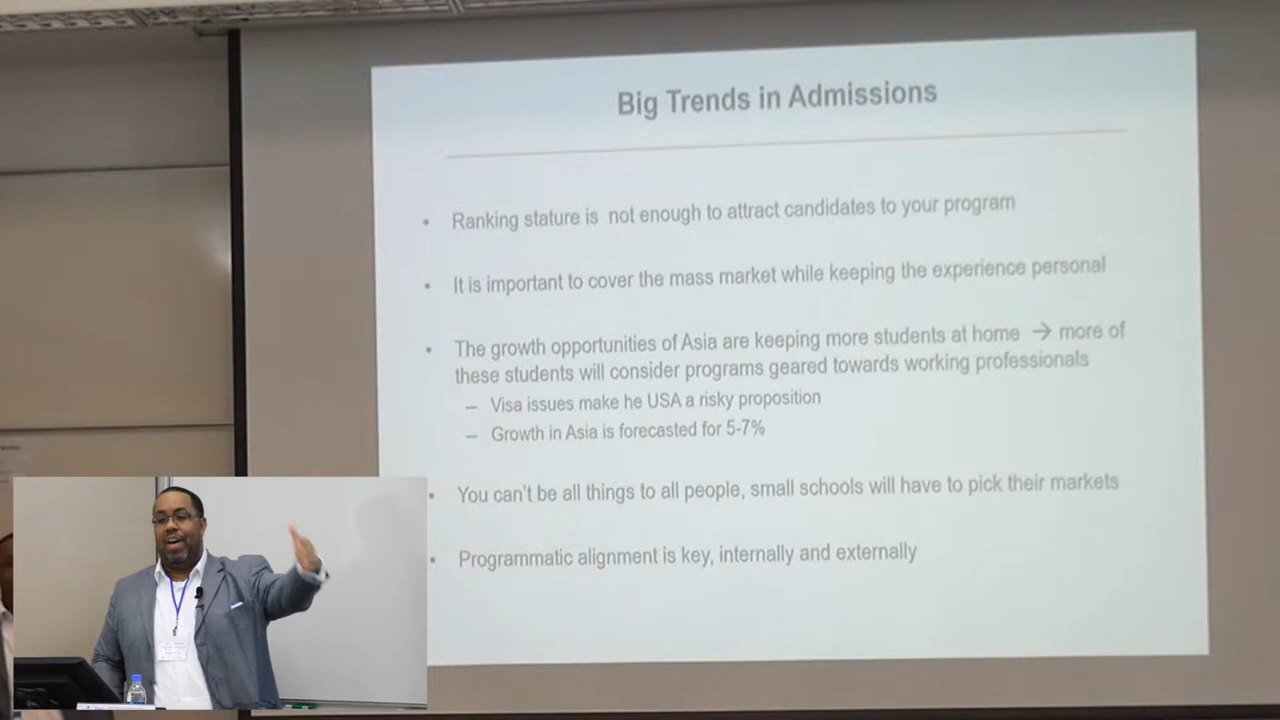 Big Trends in Admissions
• Ranking stature is not enough to attract candidates to your program
• It is important to cover the mass market while keeping the experience personal
• The growth opportunities of Asia are keeping more students at home → more of
these students will consider programs geared towards working professionals
– Visa issues make he USA a risky proposition
– Growth in Asia is forecasted for 5-7%
• You can't be all things to all people, small schools will have to pick their markets
• Programmatic alignment is key, internally and externally